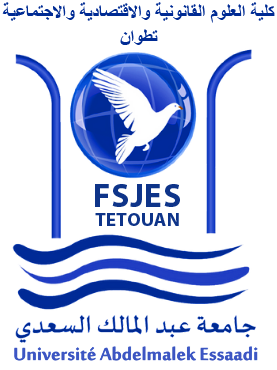 كلية العلوم القانونية والاقتصادية والاجتماعية
تطوان
FSJES
TETOUAN
جامعة عبد المالك السعدي
Université Abdelmalek Essaadi